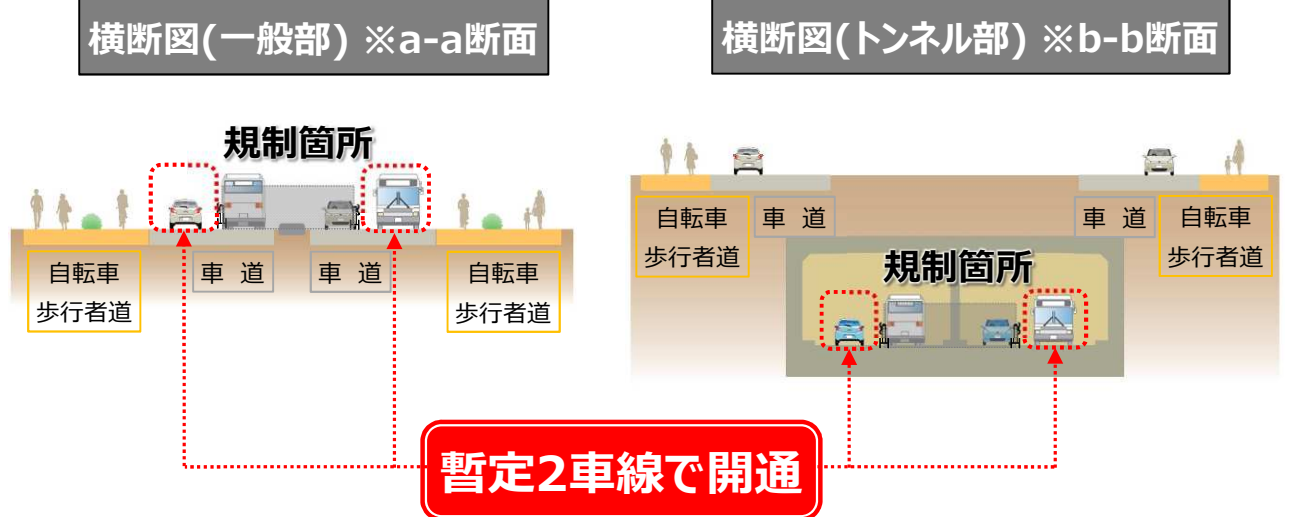 横断図(一般部) ※a-a断面
横断図(トンネル部) ※b-b断面
規制箇所
自転車
歩行者道
車 道
車 道
自転車
歩行者道
自転車
歩行者道
車 道
車 道
自転車
歩行者道
規制箇所
暫定2車線で開通